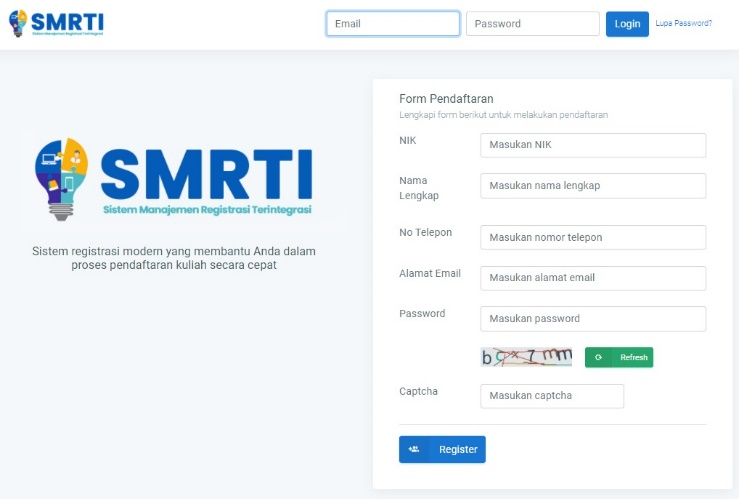 SMRTI
Sistem Manajemen Registrasi Terintegrasi
Email
Password
Login
Lupa Password?
SMRTI
Sistem Manajemen Registrasi Terintegrasi
Sistem registrasi modern yang membantu Anda dalam
proses pendaftaran kuliah secara cepat
Form Pendaftaran
Lengkapi form berikut untuk melakukan pendaftaran
NIK
Masukan NIK
Nama
Lengkap
Masukan nama lengkap
No Telepon
Masukan nomor telepon
Alamat Email
Masukan alamat email
Password
Masukan password
Refresh
Captcha
Masukan captcha
Register